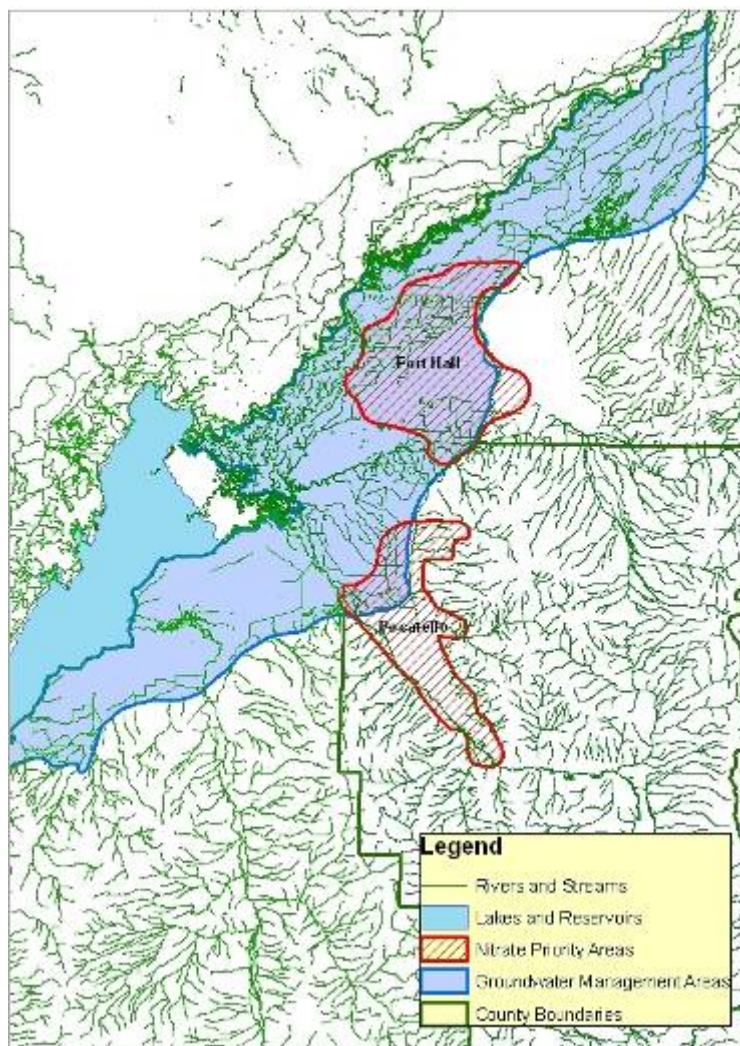 Fort Hall
Pocatello
Legend
Rivers and Streams
Lakes and Reservoirs
Nitrate Priority Areas
Groundwater Management Areas
County Boundaries